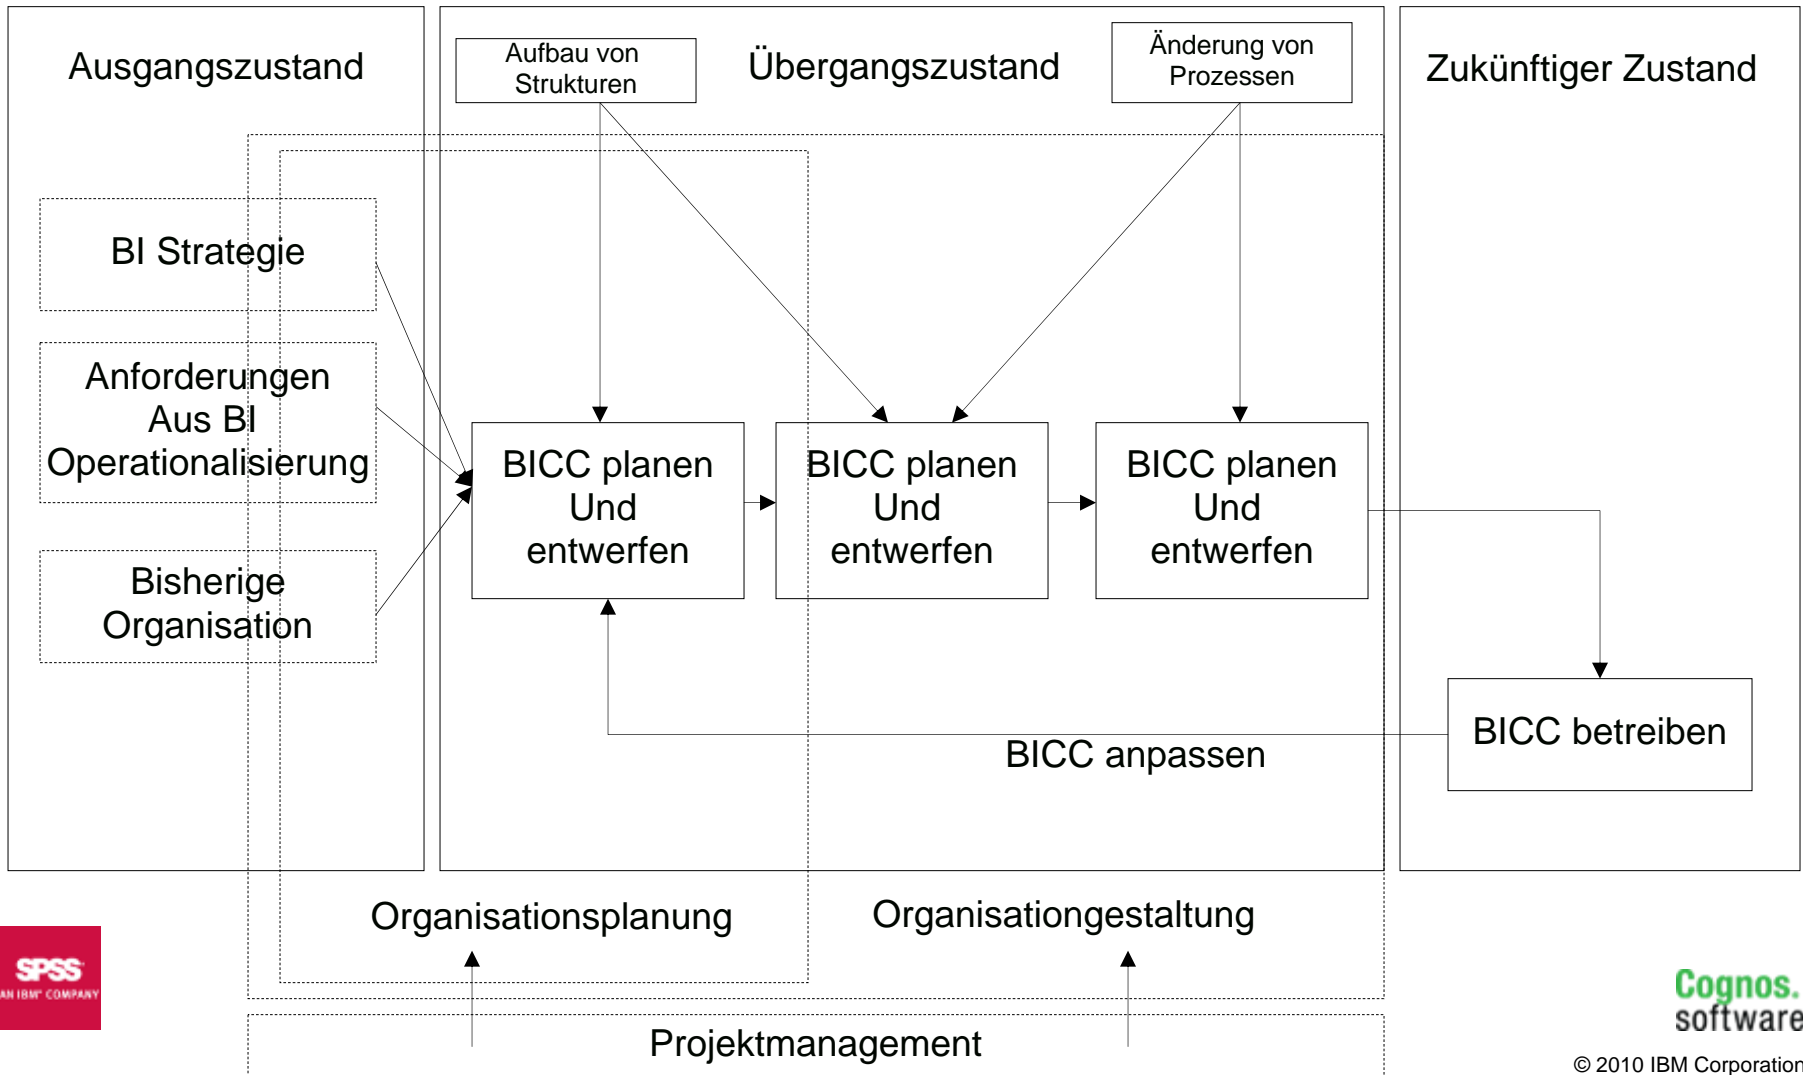 Ausgangszustand
Aufbau von
Strukturen
Übergangszustand
Änderung von
Prozessen
Zukünftiger Zustand
BI Strategie
Anforderungen
Aus BI
Operationalisierung
Bisherige
Organisation
BICC planen
Und
entwerfen
BICC planen
Und
entwerfen
BICC planen
Und
entwerfen
BICC betreiben
BICC anpassen
Organisationsplanung
Organisationgestaltung
Projektmanagement
SPSS
AN IBM® COMPANY
Cognos.
software
© 2010 IBM Corporation